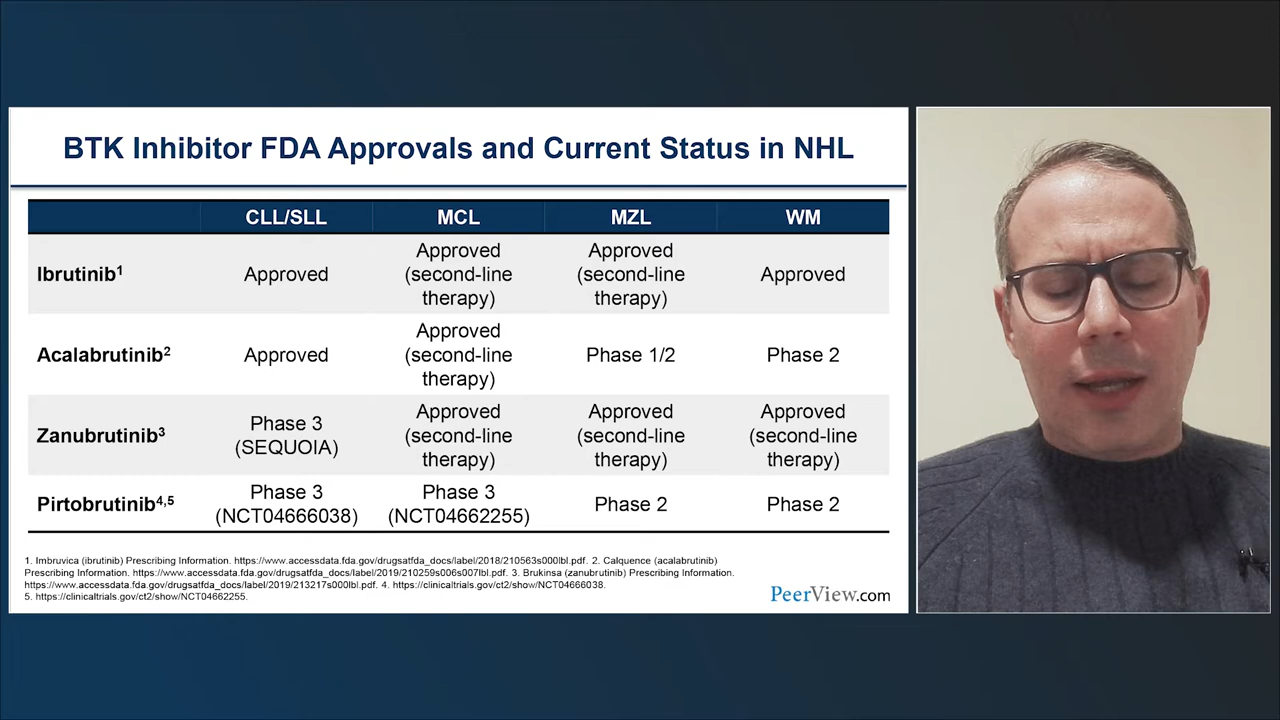 BTK Inhibitor FDA Approvals and Current Status in NHL
CLL/SLL MCL MZL WM
Ibrutinib¹
Approved
Approved
(second-line
therapy)
Approved
(second-line
therapy)
Approved
Acalabrutinib²
Approved
Approved
(second-line
therapy)
Phase 1/2
Phase 2
Zanubrutinib³
Phase 3
(SEQUOIA)
Approved
(second-line
therapy)
Approved
(second-line
therapy)
Approved
(second-line
therapy)
Pirtobrutinib⁴,⁵
Phase 3
(NCT04666038)
Phase 3
(NCT04662255)
Phase 2
Phase 2
1. Imbruvica (ibrutinib) Prescribing Information. https://www.accessdata.fda.gov/drugsatfda_docs/label/2018/210563s000lbl.pdf. 2. Calquence (acalabrutinib)
Prescribing Information. https://www.accessdata.fda.gov/drugsatfda_docs/label/2019/210259s006s007lbl.pdf. 3. Brukinsa (zanubrutinib) Prescribing Information.
https://www.accessdata.fda.gov/drugsatfda_docs/label/2019/213217s000lbl.pdf. 4. https://clinicaltrials.gov/ct2/show/NCT04666038.
5. https://clinicaltrials.gov/ct2/show/NCT04662255.
PeerView.com